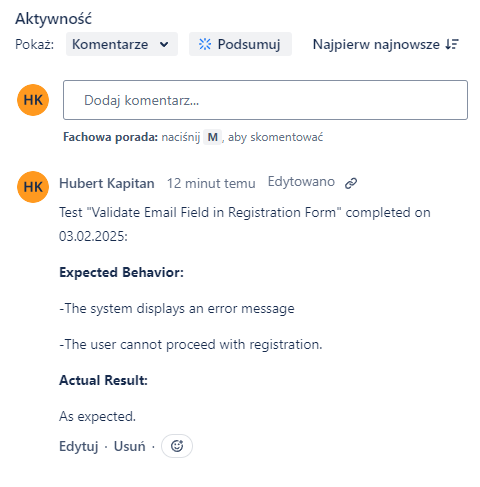 Aktywność
Pokaż: Komentarze Podsumuj Najpierw najnowsze
HK Dodaj komentarz...
Fachowa porada: naciśnij M , aby skomentować
HK Hubert Kapitan 12 minut temu Edytowano
Test "Validate Email Field in Registration Form" completed on
03.02.2025:
Expected Behavior:
-The system displays an error message
-The user cannot proceed with registration.
Actual Result:
As expected.
Edytuj · Usuń ·